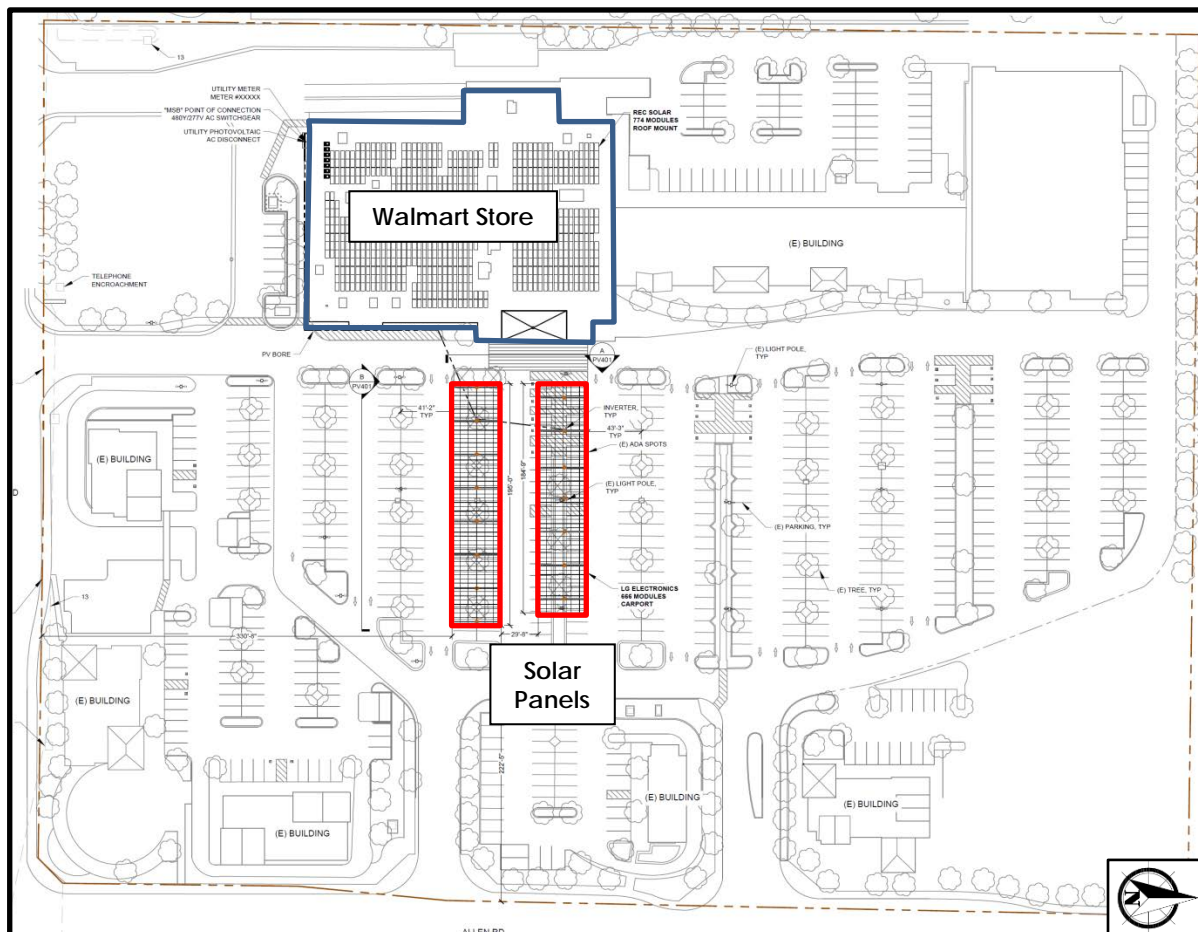 13
UTILITY METER
METER #XXXXX
"MSB" POINT OF CONNECTION
480Y/277V AC SWITCHGEAR
UTILITY PHOTOVOLTAIC
AC DISCONNECT
REC SOLAR
774 MODULES
ROOF MOUNT
Walmart Store
(E) BUILDING
TELEPHONE
ENCROACHMENT
PV BORE
A
PV401
B
PV401
(E) LIGHT POLE,
TYP
41'-2"
TYP
INVERTER,
TYP
43'-3"
TYP
(E) ADA SPOTS
(E) BUILDING
195'-0"
184'-9"
(E) LIGHT POLE,
TYP
D
(E) PARKING, TYP
LG ELECTRONICS
666 MODULES
CARPORT
(E) TREE, TYP
13
330'-8"
29'-8"
Solar
Panels
(E) BUILDING
222'-5"
(E) BUILDING
(E) BUILDING
(E) BUILDING
N
ALLEN RD